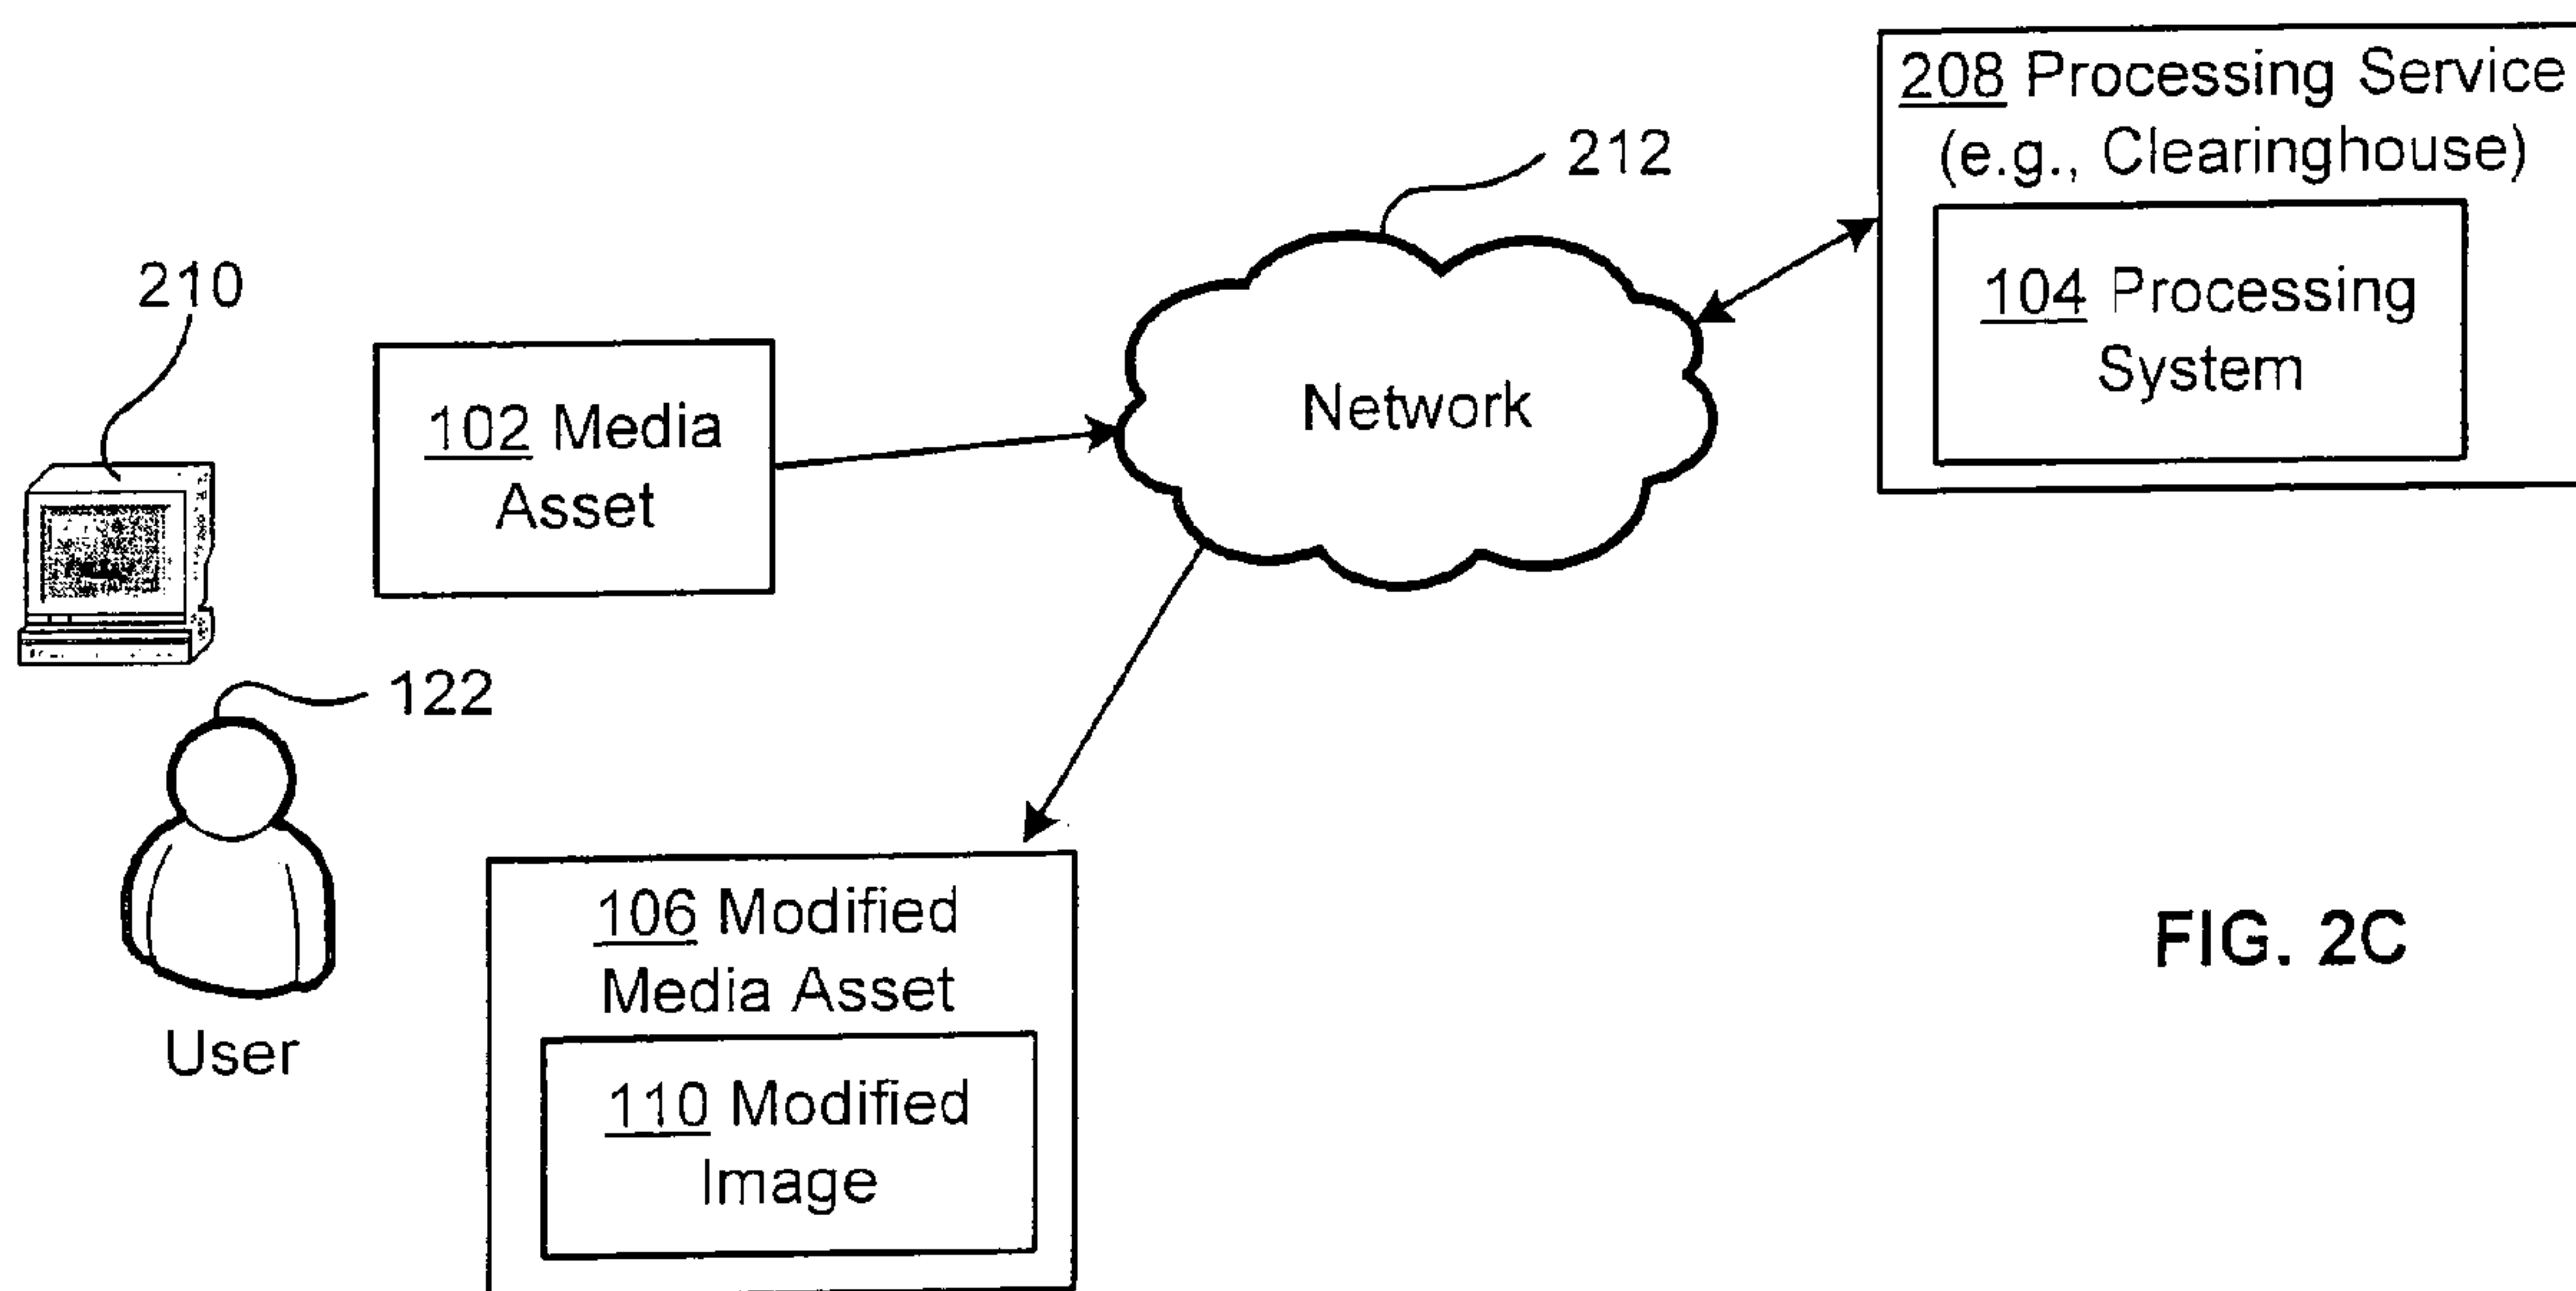 208 Processing Service
(e.g., Clearinghouse)
212
104 Processing
System
210
102 Media
Asset
Network
122
User
106 Modified
Media Asset
110 Modified
Image
FIG. 2C